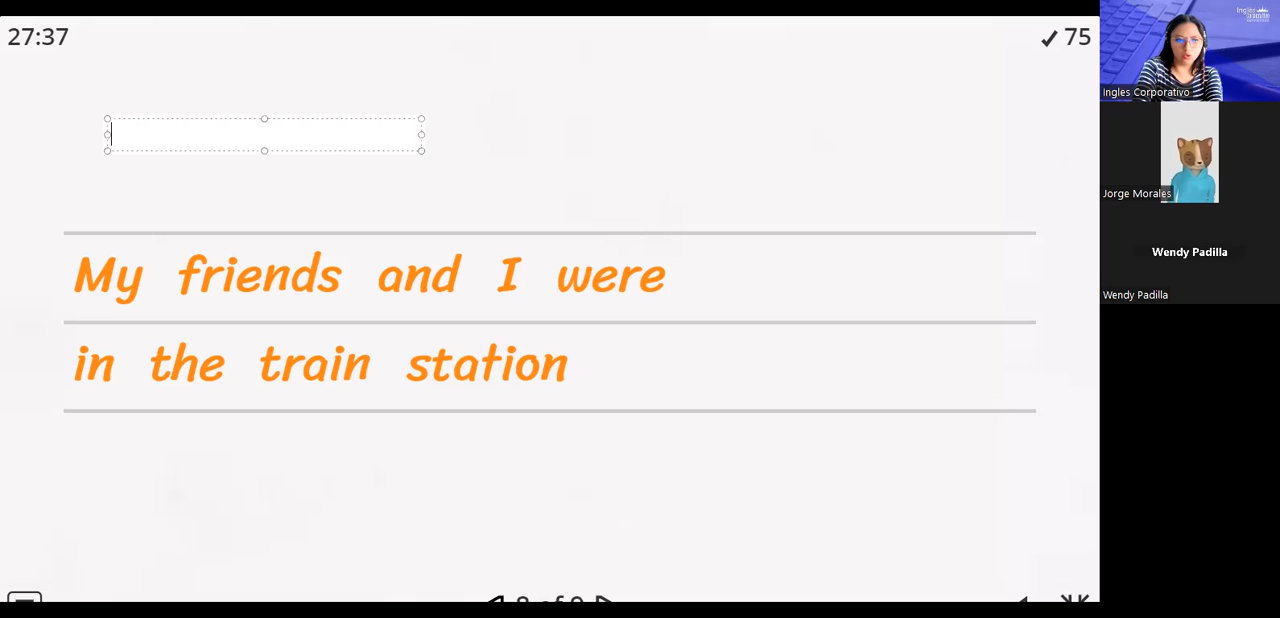 27:37
✓ 75
My friends and I were
in the train station
Ingles Corporativo
Jorge Morales
Wendy Padilla
Wendy Padilla